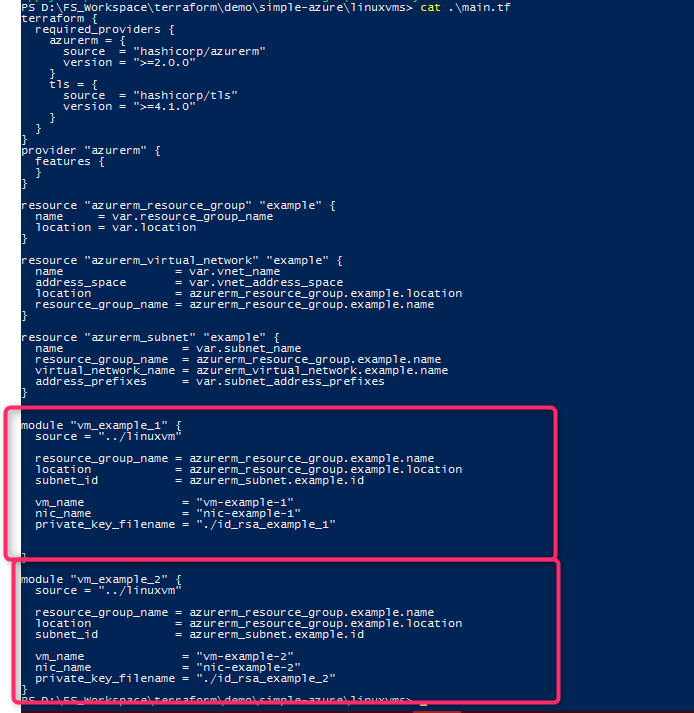 PS D:\FS_Workspace\terraform\demo\simple-azure\linuxvms> cat .\main.tf
terraform {
  required_providers {
    azurerm = {
      source  = "hashicorp/azurerm"
      version = ">=2.0.0"
    }
    tls = {
      source  = "hashicorp/tls"
      version = ">=4.1.0"
    }
  }
}
provider "azurerm" {
  features {
  }
}

resource "azurerm_resource_group" "example" {
  name     = var.resource_group_name
  location = var.location
}

resource "azurerm_virtual_network" "example" {
  name                = var.vnet_name
  address_space       = var.vnet_address_space
  location            = azurerm_resource_group.example.location
  resource_group_name = azurerm_resource_group.example.name
}

resource "azurerm_subnet" "example" {
  name                 = var.subnet_name
  resource_group_name  = azurerm_resource_group.example.name
  virtual_network_name = azurerm_virtual_network.example.name
  address_prefixes     = var.subnet_address_prefixes
}

module "vm_example_1" {
  source = "../linuxvm"

  resource_group_name = azurerm_resource_group.example.name
  location            = azurerm_resource_group.example.location
  subnet_id           = azurerm_subnet.example.id

  vm_name              = "vm-example-1"
  nic_name             = "nic-example-1"
  private_key_filename = "./id_rsa_example_1"


}

module "vm_example_2" {
  source = "../linuxvm"

  resource_group_name = azurerm_resource_group.example.name
  location            = azurerm_resource_group.example.location
  subnet_id           = azurerm_subnet.example.id

  vm_name              = "vm-example-2"
  nic_name             = "nic-example-2"
  private_key_filename = "./id_rsa_example_2"
}
PS D:\FS_Workspace\terraform\demo\simple-azure\linuxvms> _